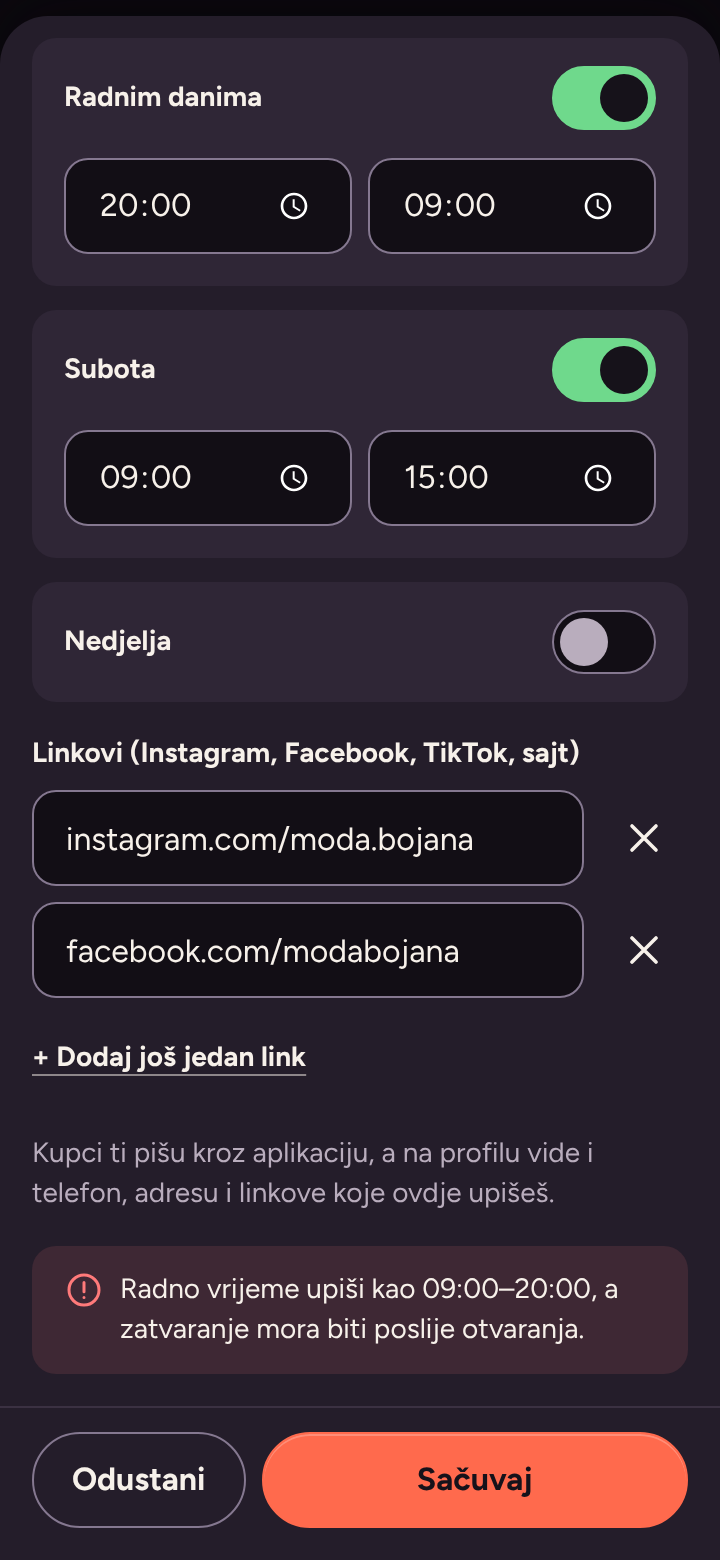 Radnim danima
20:00
09:00
Subota
09:00
15:00
Nedjelja
Linkovi (Instagram, Facebook, TikTok, sajt)
instagram.com/moda.bojana
facebook.com/modabojana
+ Dodaj još jedan link
Kupci ti pišu kroz aplikaciju, a na profilu vide i
telefon, adresu i linkove koje ovdje upišeš.
Radno vrijeme upiši kao 09:00–20:00, a
zatvaranje mora biti poslije otvaranja.
Odustani
Sačuvaj